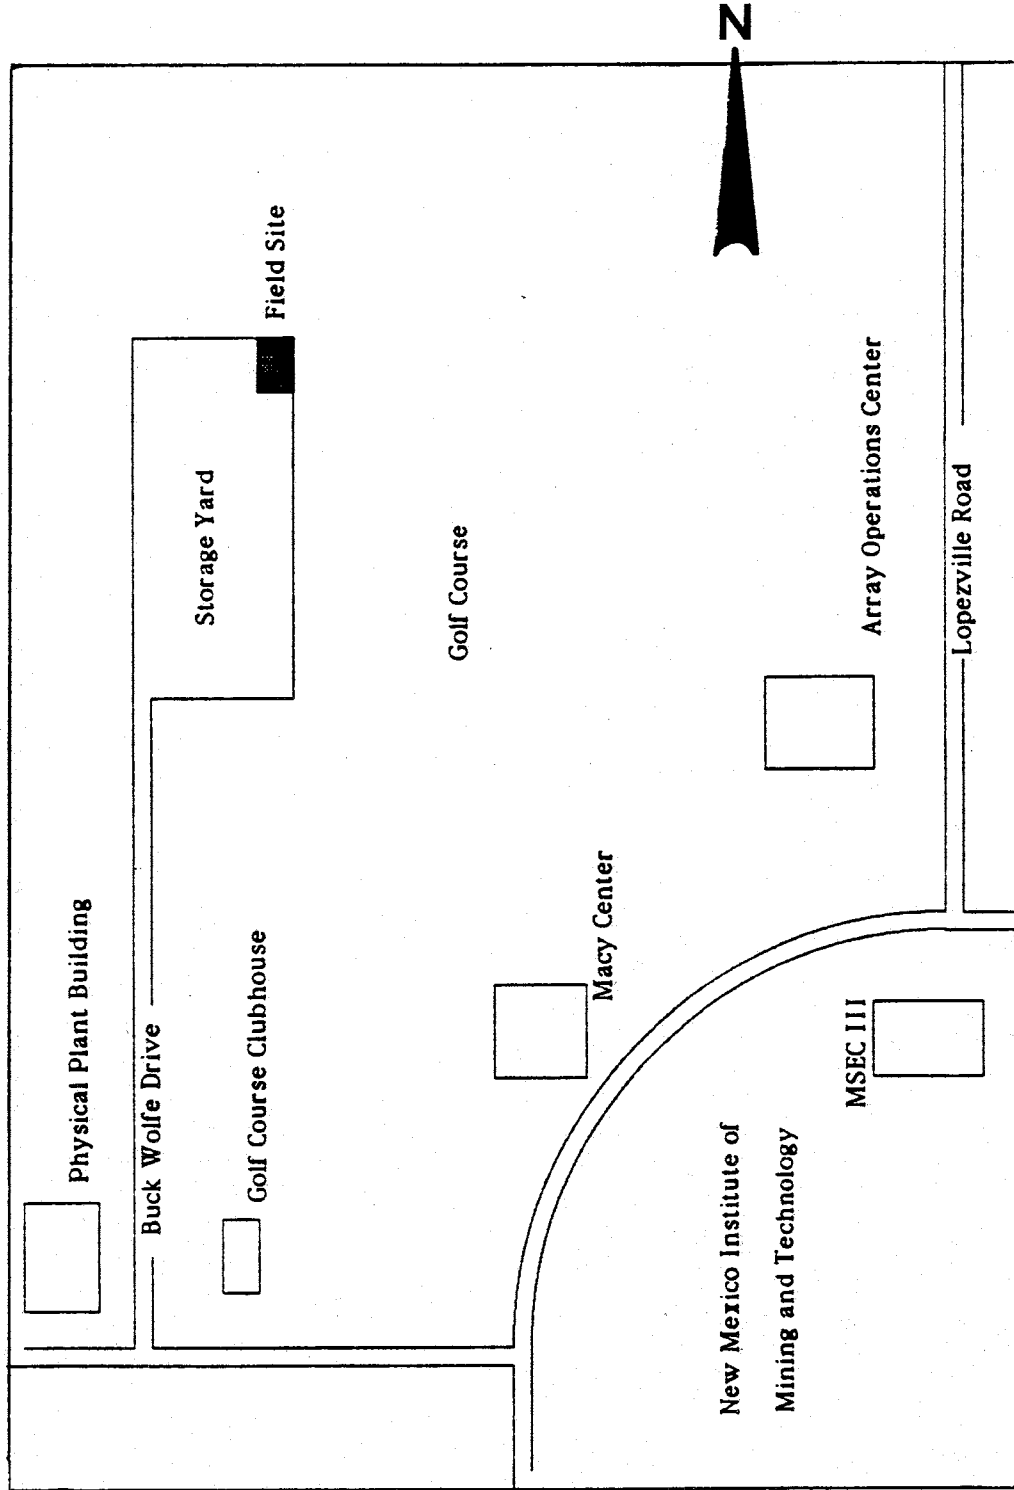 N
Field Site
Storage Yard
Golf Course
Array Operations Center
Lopezville Road
Physical Plant Building
Buck Wolfe Drive
Golf Course Clubhouse
Macy Center
MSEC III
New Mexico Institute of
Mining and Technology